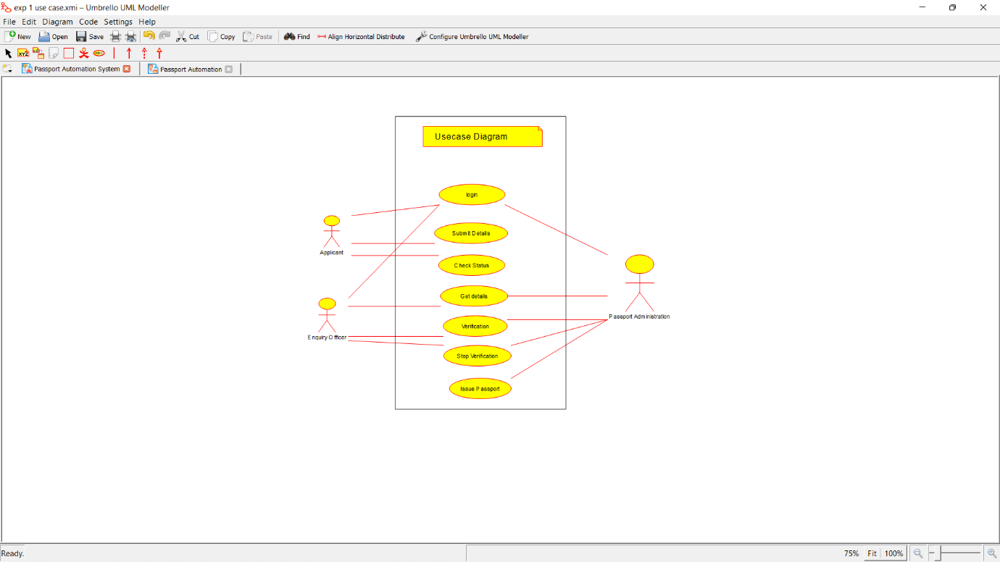 exp 1 use case.xmi – Umbrello UML Modeller
File Edit Diagram Code Settings Help
New Open Save Cut Copy Paste Find Align Horizontal Distribute Configure Umbrello UML Modeller
XYZ ABC
Passport Automation System Passport Automation
Usecase Diagram
login
Submit Details
Applicant
Check Status
Get details
Passport Administration
Verification
Enquiry Officer
Stop Verification
Issue Passport
Ready. 75% Fit 100%